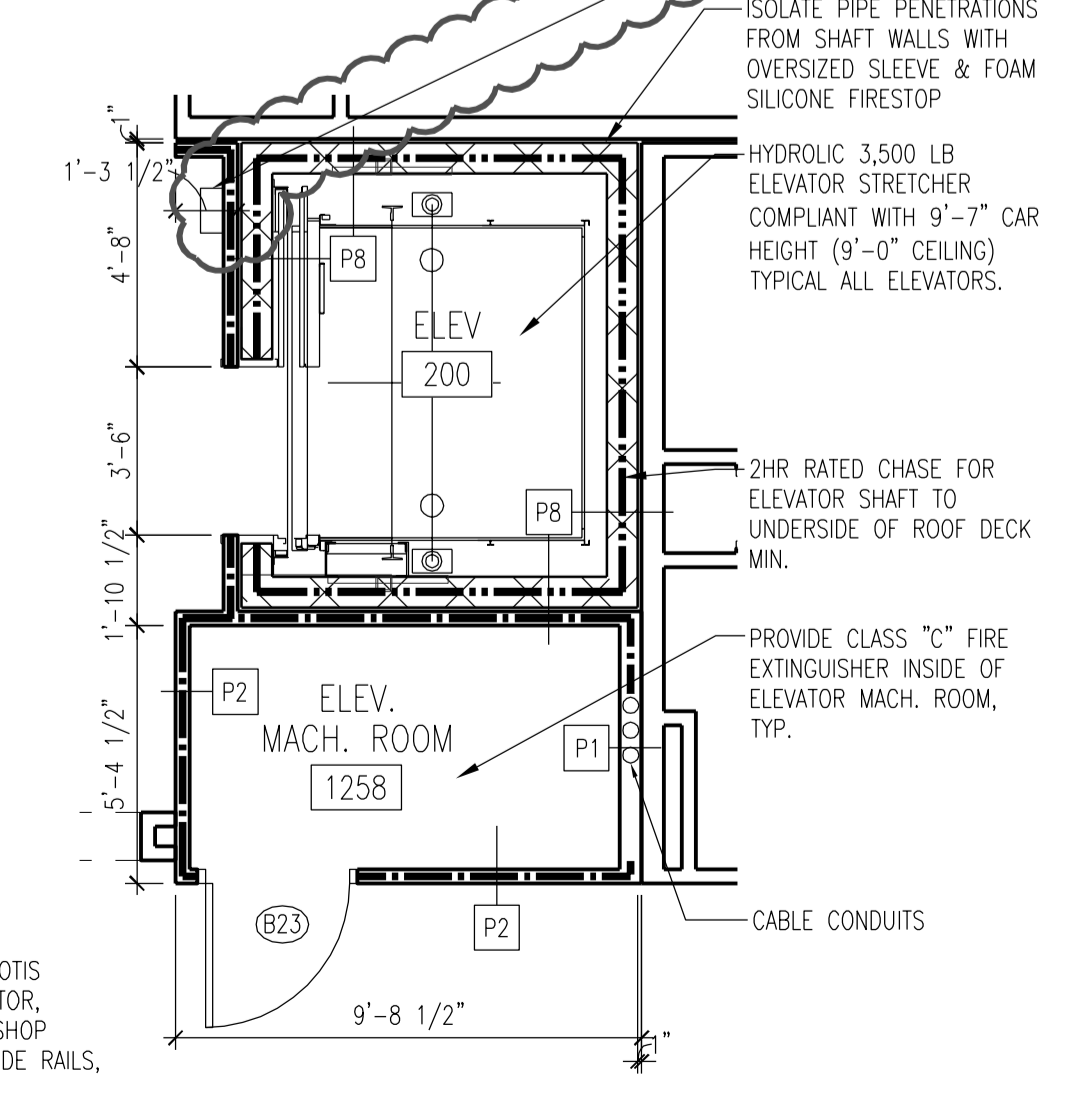 ISOLATE PIPE PENETRATIONS
FROM SHAFT WALLS WITH
OVERSIZED SLEEVE & FOAM
SILICONE FIRESTOP
HYDROLIC 3,500 LB
ELEVATOR STRETCHER
COMPLIANT WITH 9'-7" CAR
HEIGHT (9'-0" CEILING)
TYPICAL ALL ELEVATORS.
1"
1'-3 1/2"
4'-8"
P8
ELEV
200
3'-6"
P8
2HR RATED CHASE FOR
ELEVATOR SHAFT TO
UNDERSIDE OF ROOF DECK
MIN.
1'-10 1/2"
PROVIDE CLASS "C" FIRE
EXTINGUISHER INSIDE OF
ELEVATOR MACH. ROOM,
TYP.
P2
ELEV.
MACH. ROOM
1258
P1
5'-4 1/2"
B23
P2
CABLE CONDUITS
OTIS
TOR,
SHOP
DE RAILS,
9'-8 1/2"
1"